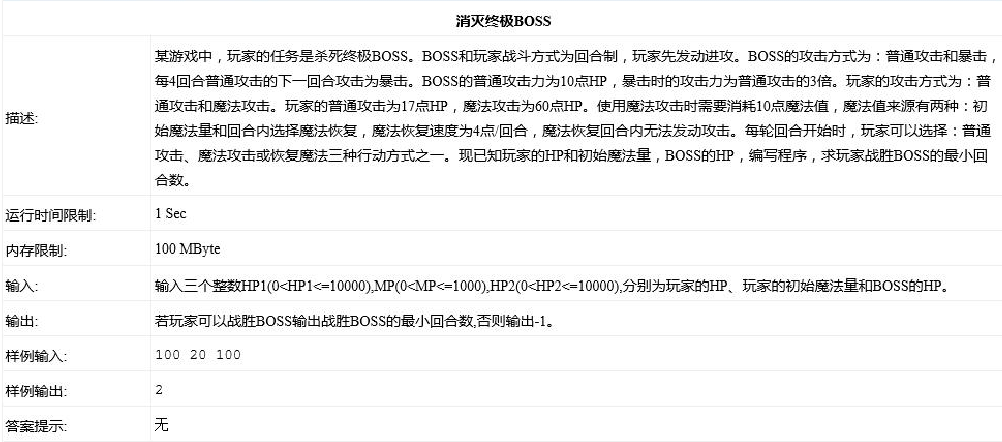 消灭终极BOSS
描述:
某游戏中，玩家的任务是杀死终极BOSS。BOSS和玩家战斗方式为回合制，玩家先发动进攻。BOSS的攻击方式为：普通攻击和暴击，
每4回合普通攻击的下一回合攻击为暴击。BOSS的普通攻击力为10点HP，暴击时的攻击力为普通攻击的3倍。玩家的攻击方式为：普
通攻击和魔法攻击。玩家的普通攻击为17点HP，魔法攻击为60点HP。使用魔法攻击时需要消耗10点魔法值，魔法值来源有两种：初
始魔法量和回合内选择魔法恢复，魔法恢复速度为4点/回合，魔法恢复回合内无法发动攻击。每轮回合开始时，玩家可以选择：普通
攻击、魔法攻击或恢复魔法三种行动方式之一。现已知玩家的HP和初始魔法量，BOSS的HP，编写程序，求玩家战胜BOSS的最小回
合数。
运行时间限制:
1 Sec
内存限制:
100 MByte
输入:
输入三个整数HP1(0<HP1<=10000),MP(0<MP<=1000),HP2(0<HP2<=10000),分别为玩家的HP、玩家的初始魔法量和BOSS的HP。
输出:
若玩家可以战胜BOSS输出战胜BOSS的最小回合数,否则输出-1。
样例输入:
100 20 100
样例输出:
2
答案提示:
无